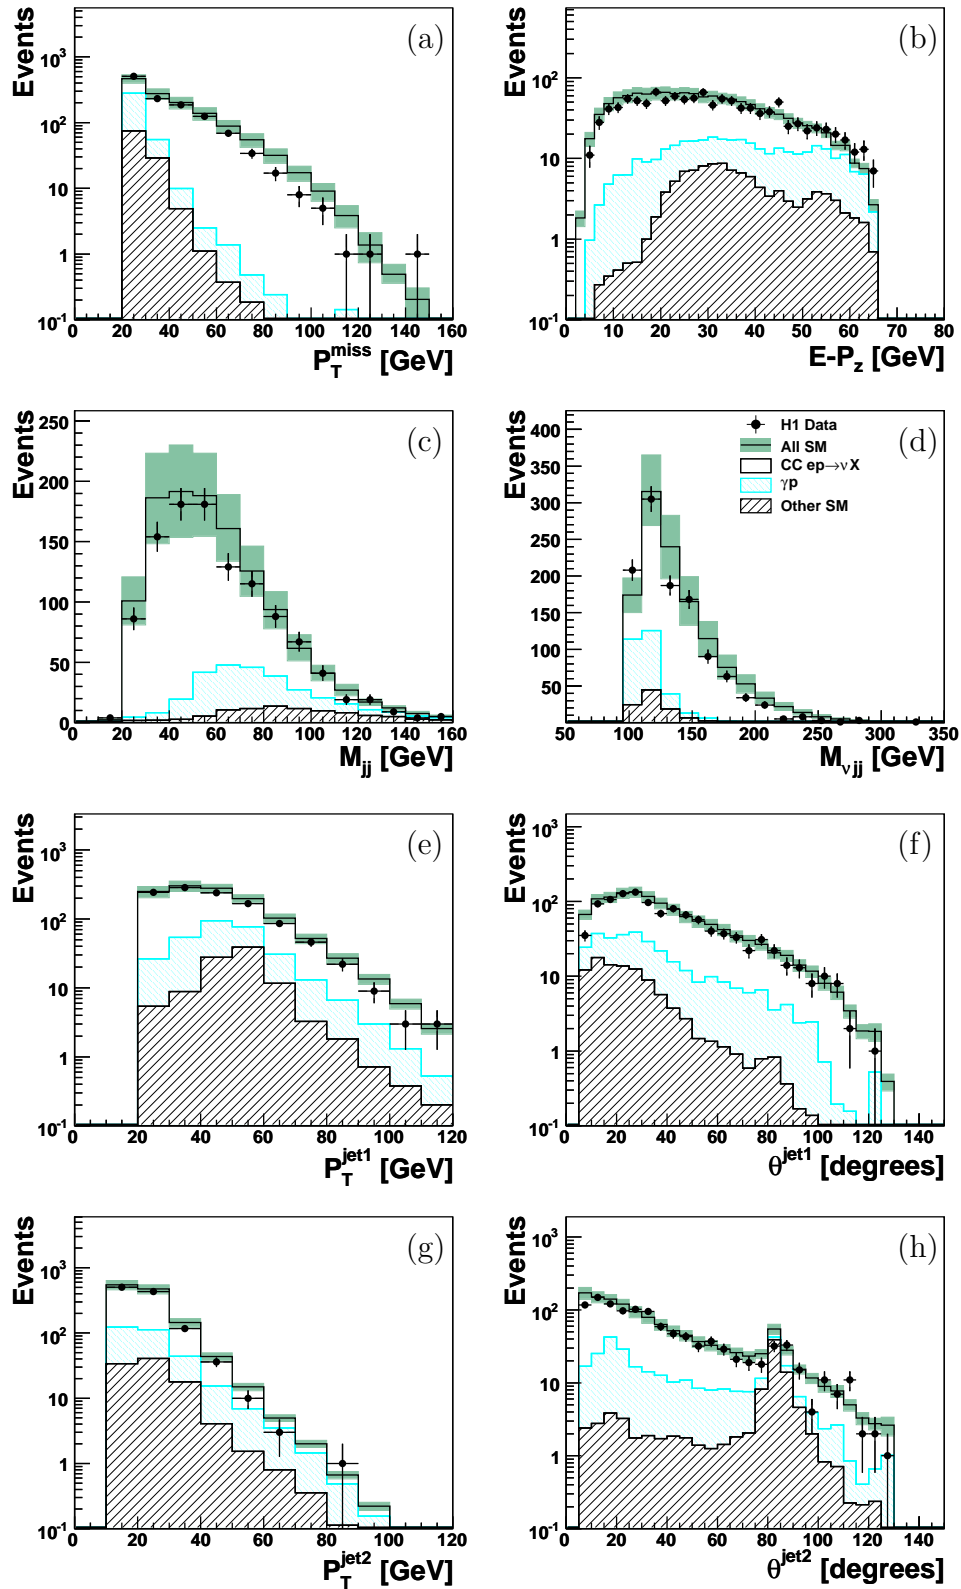 (a)
Events
10³
10²
10
1
10⁻¹
20 40 60 80 100 120 140 160
P_T^miss [GeV]
(b)
Events
10²
10
1
10⁻¹
0 10 20 30 40 50 60 70 80
E-P_z [GeV]
(c)
Events
250
200
150
100
50
0
0 20 40 60 80 100 120 140 160
M_jj [GeV]
(d)
Events
400
350
300
250
200
150
100
50
50 100 150 200 250 300 350
M_νjj [GeV]
H1 Data
All SM
CC ep→νX
γp
Other SM
(e)
Events
10³
10²
10
1
10⁻¹
0 20 40 60 80 100 120
P_T^jet1 [GeV]
(f)
Events
10³
10²
10
1
10⁻¹
0 20 40 60 80 100 120 140
θ^jet1 [degrees]
(g)
Events
10³
10²
10
1
10⁻¹
0 20 40 60 80 100 120
P_T^jet2 [GeV]
(h)
Events
10³
10²
10
1
10⁻¹
0 20 40 60 80 100 120 140
θ^jet2 [degrees]